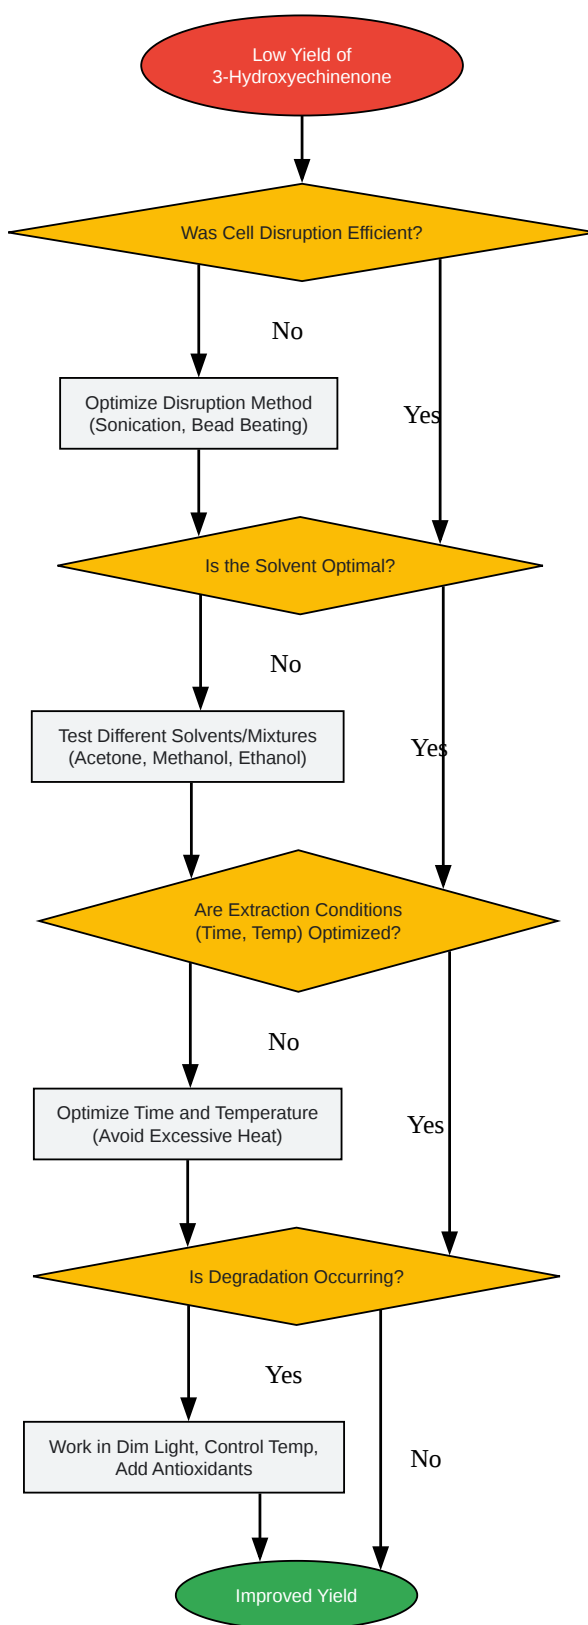 Low Yield of
3-Hydroxyechinenone
Was Cell Disruption Efficient?
No
Optimize Disruption Method
(Sonication, Bead Beating)
Yes
Is the Solvent Optimal?
No
Test Different Solvents/Mixtures
(Acetone, Methanol, Ethanol)
Yes
Are Extraction Conditions
(Time, Temp) Optimized?
No
Optimize Time and Temperature
(Avoid Excessive Heat)
Yes
Is Degradation Occurring?
Yes
Work in Dim Light, Control Temp,
Add Antioxidants
No
Improved Yield